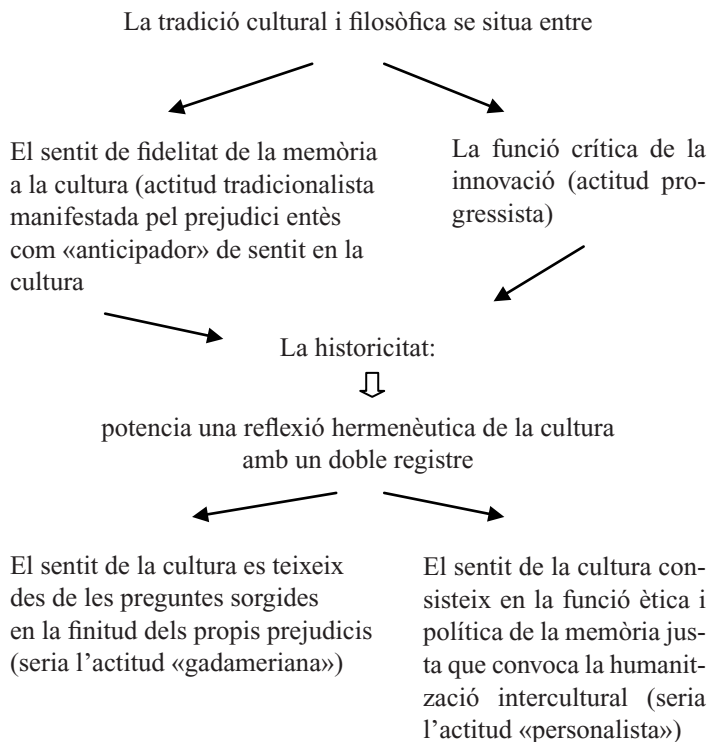 La tradició cultural i filosòfica se situa entre
El sentit de fidelitat de la memòria
a la cultura (actitud tradicionalista
manifestada pel prejudici entès
com «anticipador» de sentit en la
cultura
La funció crítica de la
innovació (actitud pro-
gressista)
La historicitat:
potencia una reflexió hermenèutica de la cultura
amb un doble registre
El sentit de la cultura es teixeix
des de les preguntes sorgides
en la finitud dels propis prejudicis
(seria l’actitud «gadameriana»)
El sentit de la cultura con-
sisteix en la funció ètica i
política de la memòria jus-
ta que convoca la humanit-
zació intercultural (seria
l’actitud «personalista»)